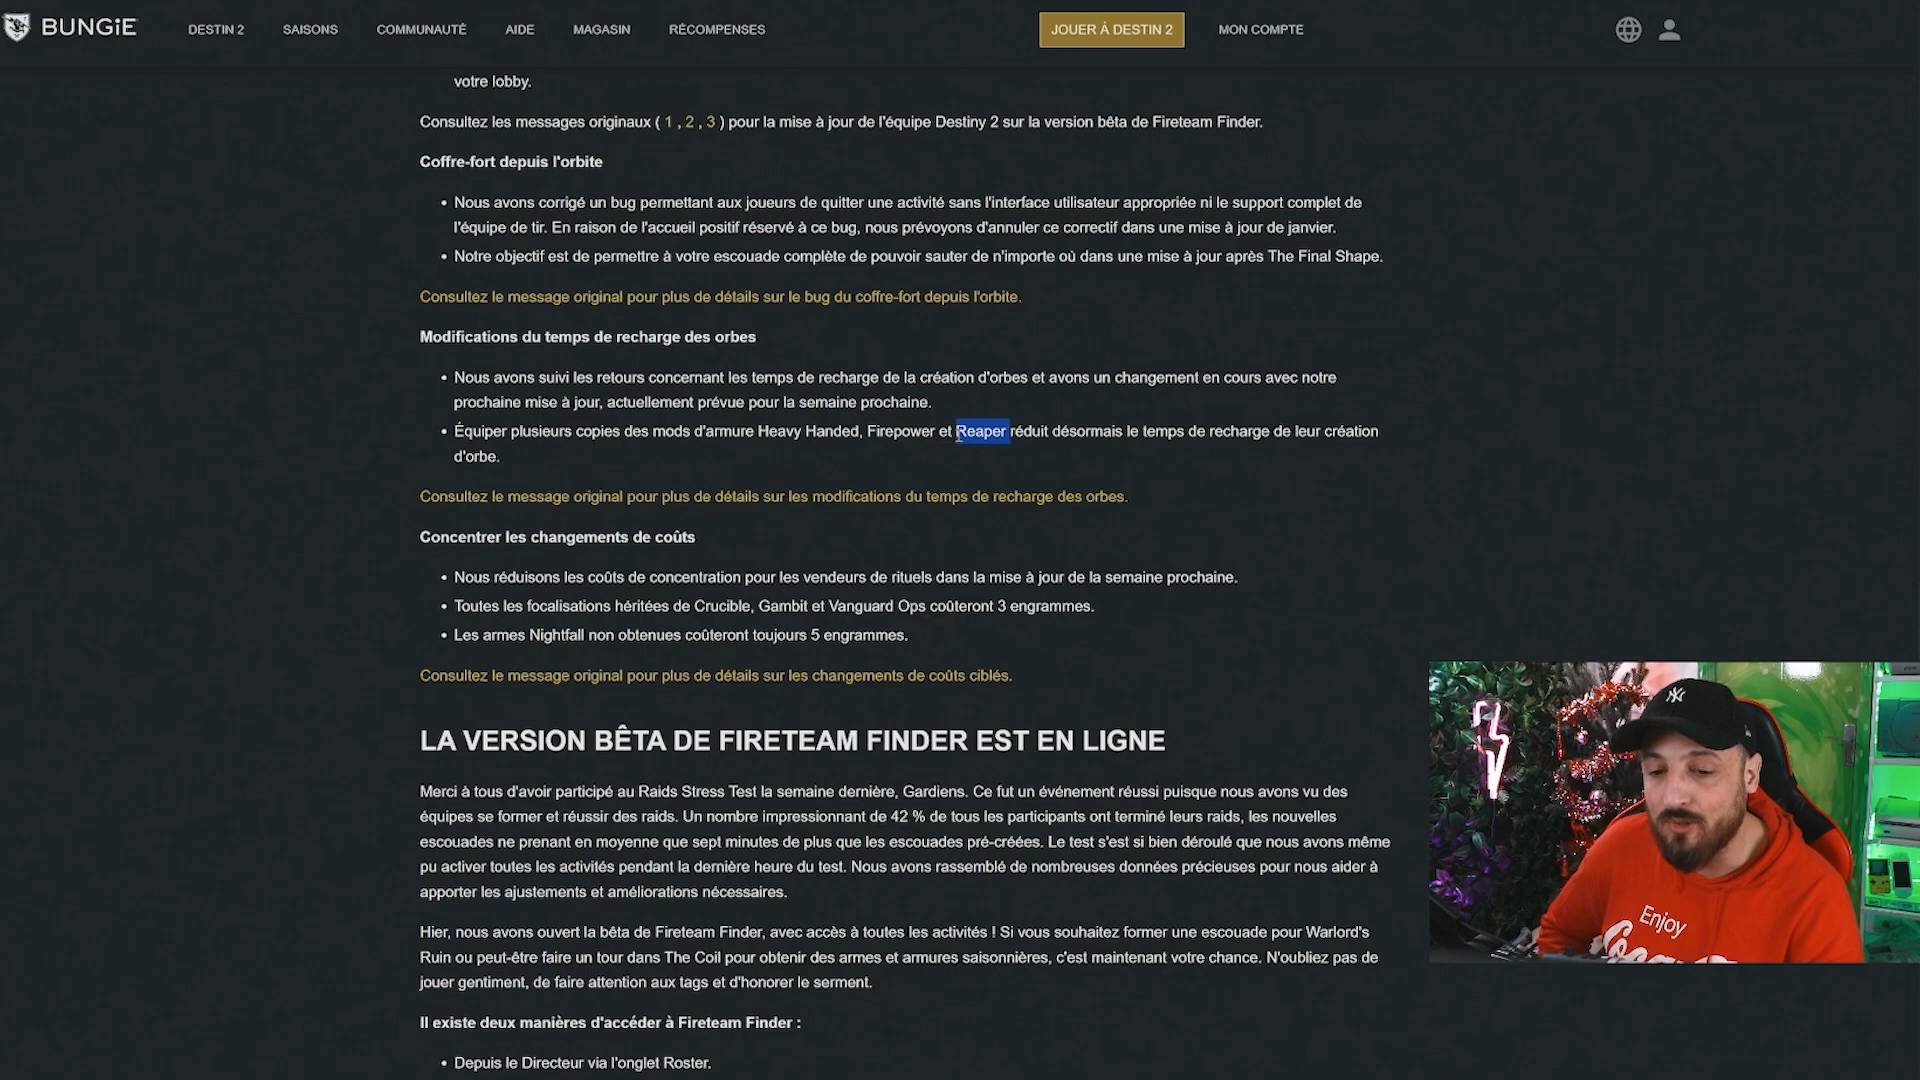 BUNGiE
DESTIN 2
SAISONS
COMMUNAUTÉ
AIDE
MAGASIN
RÉCOMPENSES
JOUER À DESTIN 2
MON COMPTE
votre lobby.
Consultez les messages originaux ( 1 , 2 , 3 ) pour la mise à jour de l'équipe Destiny 2 sur la version bêta de Fireteam Finder.
Coffre-fort depuis l'orbite
• Nous avons corrigé un bug permettant aux joueurs de quitter une activité sans l'interface utilisateur appropriée ni le support complet de
l'équipe de tir. En raison de l'accueil positif réservé à ce bug, nous prévoyons d'annuler ce correctif dans une mise à jour de janvier.
• Notre objectif est de permettre à votre escouade complète de pouvoir sauter de n'importe où dans une mise à jour après The Final Shape.
Consultez le message original pour plus de détails sur le bug du coffre-fort depuis l'orbite.
Modifications du temps de recharge des orbes
• Nous avons suivi les retours concernant les temps de recharge de la création d'orbes et avons un changement en cours avec notre
prochaine mise à jour, actuellement prévue pour la semaine prochaine.
• Équiper plusieurs copies des mods d'armure Heavy Handed, Firepower et Reaper réduit désormais le temps de recharge de leur création
d'orbe.
Consultez le message original pour plus de détails sur les modifications du temps de recharge des orbes.
Concentrer les changements de coûts
• Nous réduisons les coûts de concentration pour les vendeurs de rituels dans la mise à jour de la semaine prochaine.
• Toutes les focalisations héritées de Crucible, Gambit et Vanguard Ops coûteront 3 engrammes.
• Les armes Nightfall non obtenues coûteront toujours 5 engrammes.
Consultez le message original pour plus de détails sur les changements de coûts ciblés.
LA VERSION BÊTA DE FIRETEAM FINDER EST EN LIGNE
Merci à tous d'avoir participé au Raids Stress Test la semaine dernière, Gardiens. Ce fut un événement réussi puisque nous avons vu des
équipes se former et réussir des raids. Un nombre impressionnant de 42 % de tous les participants ont terminé leurs raids, les nouvelles
escouades ne prenant en moyenne que sept minutes de plus que les escouades pré-créées. Le test s'est si bien déroulé que nous avons même
pu activer toutes les activités pendant la dernière heure du test. Nous avons rassemblé de nombreuses données précieuses pour nous aider à
apporter les ajustements et améliorations nécessaires.
Hier, nous avons ouvert la bêta de Fireteam Finder, avec accès à toutes les activités ! Si vous souhaitez former une escouade pour Warlord's
Ruin ou peut-être faire un tour dans The Coil pour obtenir des armes et armures saisonnières, c'est maintenant votre chance. N'oubliez pas de
jouer gentiment, de faire attention aux tags et d'honorer le serment.
Il existe deux manières d'accéder à Fireteam Finder :
• Depuis le Directeur via l'onglet Roster.
NY
Enjoy